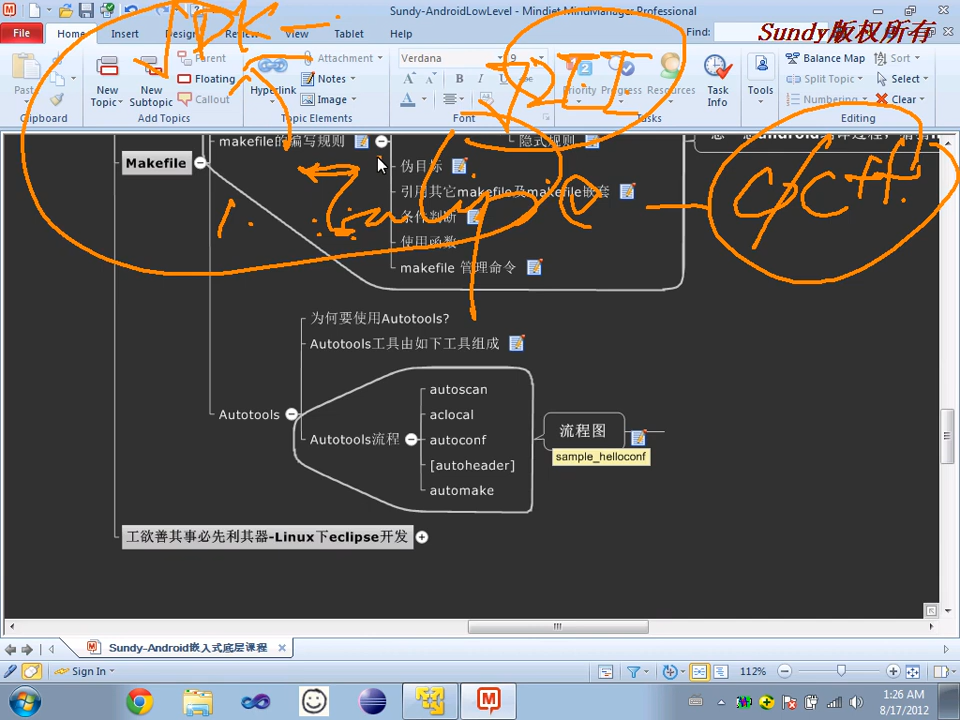 Sundy-AndroidLowLevel - Mindjet MindManager Professional
Sundy版权所有
File Home Insert Design Review View Tablet Help Find:
Paste
Clipboard
New Topic
New Subtopic
Parent
Floating
Callout
Add Topics
Hyperlink
Attachment
Notes
Image
Topic Elements
Verdana 9
B
A
Font
Priority Progress Resources
Task Info
Tasks
Tools
Balance Map
Split Topic
Numbering
Sort
Select
Clear
Editing
makefile的编写规则
隐式规则
Makefile
伪目标
引用其它makefile及makefile嵌套
条件判断
使用函数
makefile 管理命令
1.
为何要使用Autotools?
Autotools工具由如下工具组成
Autotools
Autotools流程
autoscan
aclocal
autoconf
[autoheader]
automake
流程图
sample_helloconf
工欲善其事必先利其器-Linux下eclipse开发
Sundy-Android嵌入式底层课程
Sign In
112%
1:26 AM
8/17/2012